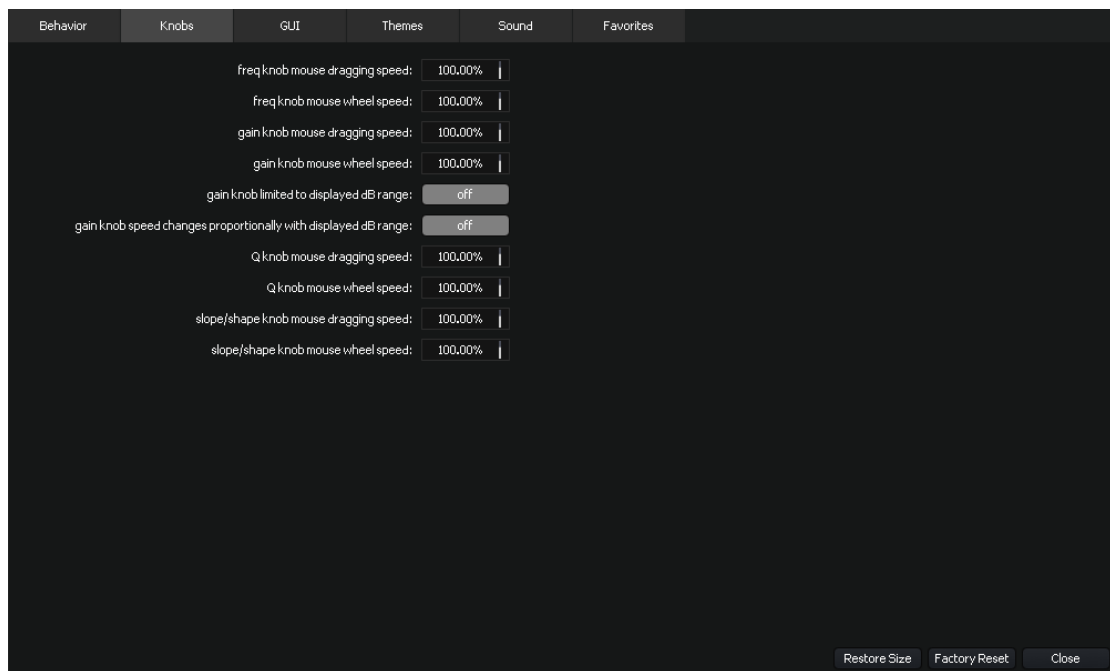 Behavior Knobs GUI Themes Sound Favorites
freq knob mouse dragging speed: 100.00%
freq knob mouse wheel speed: 100.00%
gain knob mouse dragging speed: 100.00%
gain knob mouse wheel speed: 100.00%
gain knob limited to displayed dB range: off
gain knob speed changes proportionally with displayed dB range: off
Q knob mouse dragging speed: 100.00%
Q knob mouse wheel speed: 100.00%
slope/shape knob mouse dragging speed: 100.00%
slope/shape knob mouse wheel speed: 100.00%
Restore Size Factory Reset Close